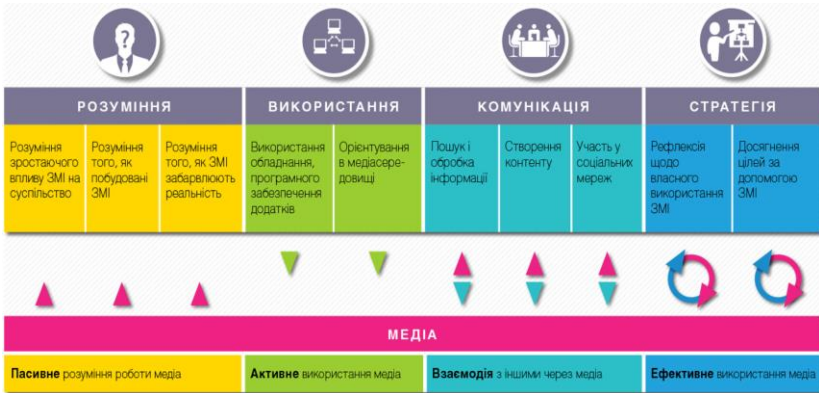 РОЗУМІННЯ
ВИКОРИСТАННЯ
КОМУНІКАЦІЯ
СТРАТЕГІЯ
Розуміння
зростаючого
впливу ЗМІ на
суспільство
Розуміння
того, як
побудовані
ЗМІ
Розуміння
того, як ЗМІ
забарвлюють
реальність
Використання
обладнання,
програмного
забезпечення
додатків
Орієнтування
в медіасере-
довищі
Пошук і
обробка
інформації
Створення
контенту
Участь у
соціальних
мереж
Рефлексія
щодо
власного
використання
ЗМІ
Досягнення
цілей за
допомогою
ЗМІ
МЕДІА
Пасивне розуміння роботи медіа
Активне використання медіа
Взаємодія з іншими через медіа
Ефективне використання медіа